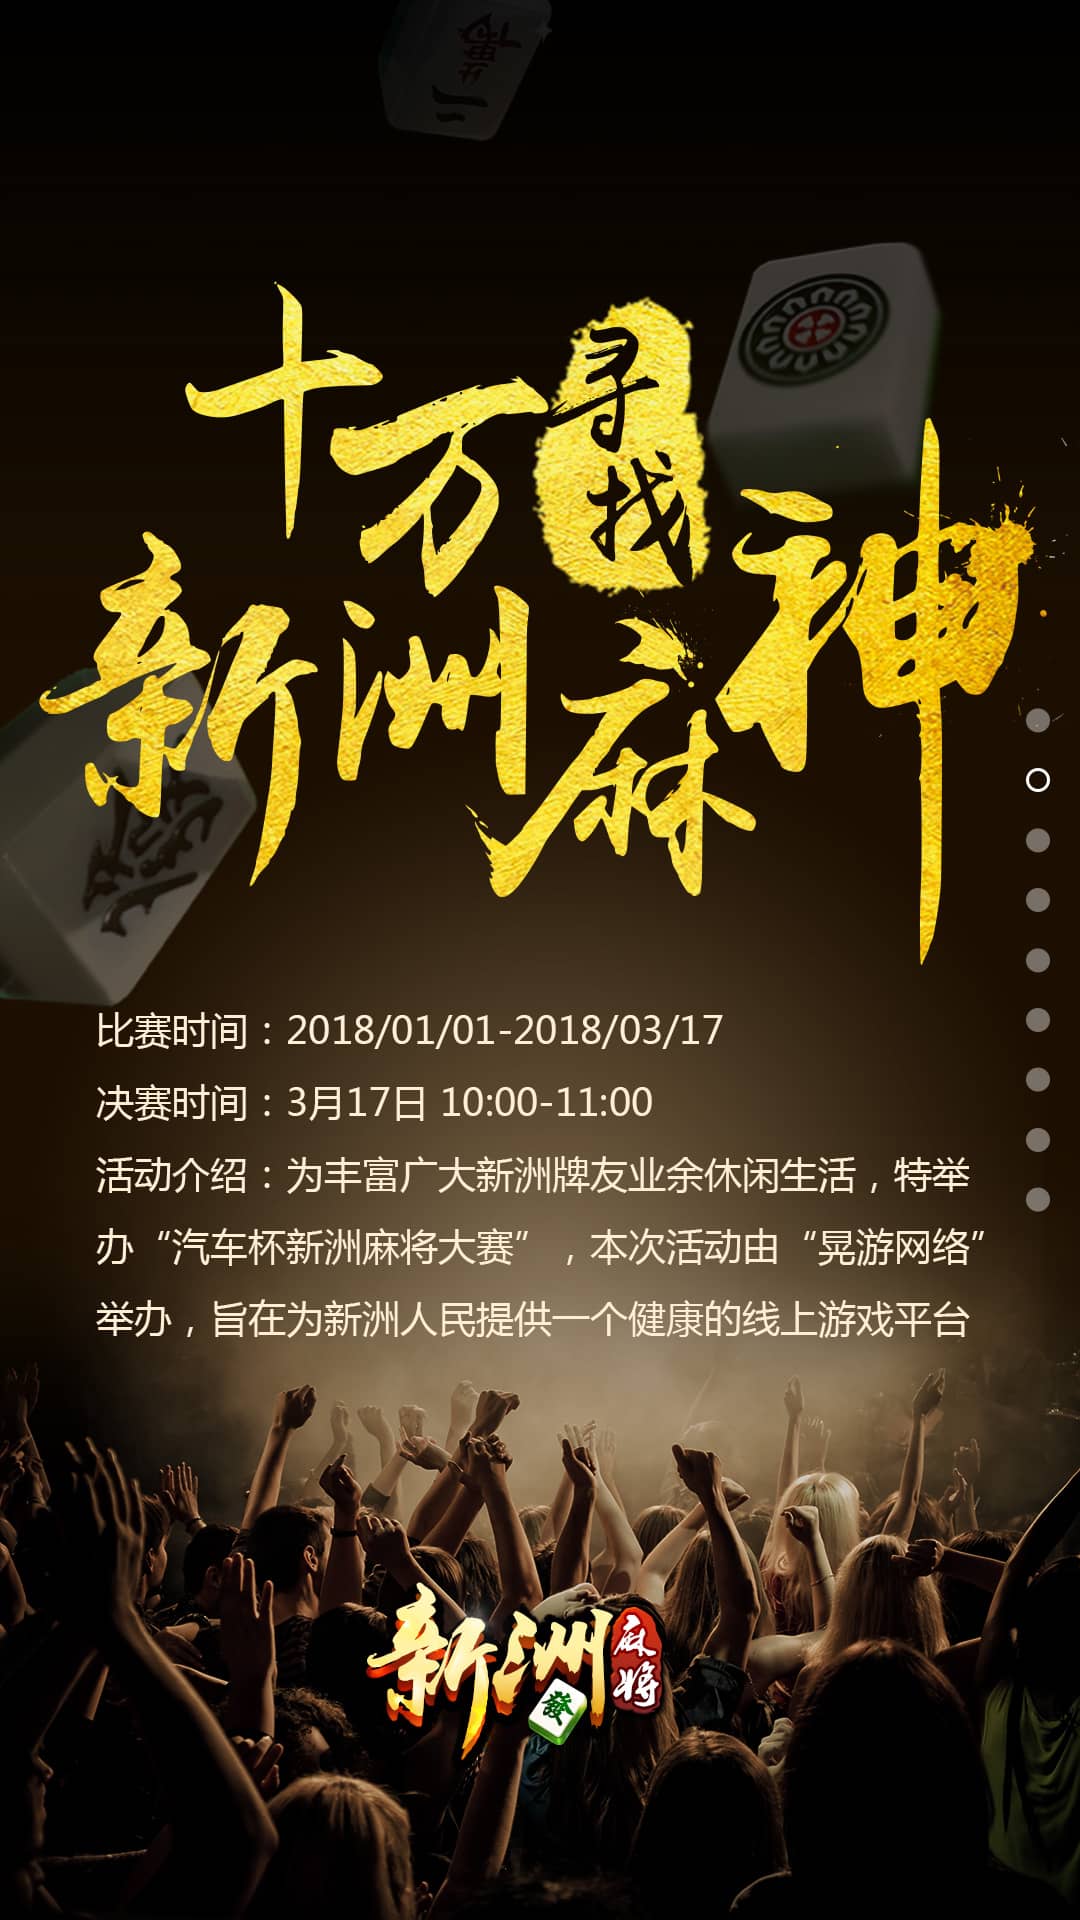 二萬
十万寻找
新洲麻神
比赛时间：2018/01/01-2018/03/17
决赛时间：3月17日 10:00-11:00
活动介绍：为丰富广大新洲牌友业余休闲生活，特举
办“汽车杯新洲麻将大赛”，本次活动由“晃游网络”
举办，旨在为新洲人民提供一个健康的线上游戏平台
新洲麻将
發